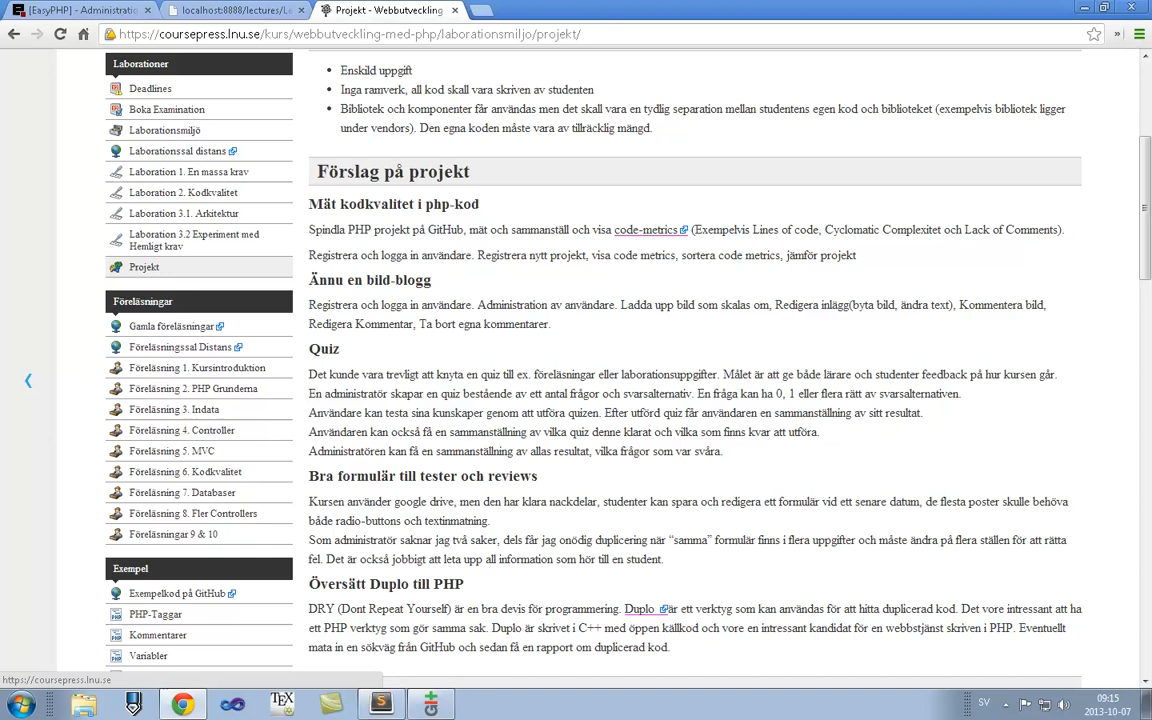 [EasyPHP] - Administratio
localhost:8888/lectures/Le
Projekt - Webbutveckling
https://coursepress.lnu.se/kurs/webbutveckling-med-php/laborationsmiljo/projekt/
Laborationer
Deadlines
Boka Examination
Laborationsmiljö
Laborationssal distans
Laboration 1. En massa krav
Laboration 2. Kodkvalitet
Laboration 3.1. Arkitektur
Laboration 3.2 Experiment med
Hemligt krav
Projekt
Föreläsningar
Gamla föreläsningar
Föreläsningssal Distans
Föreläsning 1. Kursintroduktion
Föreläsning 2. PHP Grunderna
Föreläsning 3. Indata
Föreläsning 4. Controller
Föreläsning 5. MVC
Föreläsning 6. Kodkvalitet
Föreläsning 7. Databaser
Föreläsning 8. Fler Controllers
Föreläsningar 9 & 10
Exempel
Exempelkod på GitHub
PHP-Taggar
Kommentarer
Variabler
Enskild uppgift
Inga ramverk, all kod skall vara skriven av studenten
Bibliotek och komponenter får användas men det skall vara en tydlig separation mellan studentens egen kod och biblioteket (exempelvis bibliotek ligger
under vendors). Den egna koden måste vara av tillräklig mängd.
Förslag på projekt
Mät kodkvalitet i php-kod
Spindla PHP projekt på GitHub, mät och sammanställ och visa code-metrics (Exempelvis Lines of code, Cyclomatic Complexitet och Lack of Comments).
Registrera och logga in användare. Registrera nytt projekt, visa code metrics, sortera code metrics, jämför projekt
Ännu en bild-blogg
Registrera och logga in användare. Administration av användare. Ladda upp bild som skalas om, Redigera inlägg(byta bild, ändra text), Kommentera bild,
Redigera Kommentar, Ta bort egna kommentarer.
Quiz
Det kunde vara trevligt att knyta en quiz till ex. föreläsningar eller laborationsuppgifter. Målet är att ge både lärare och studenter feedback på hur kursen går.
En administratör skapar en quiz bestående av ett antal frågor och svarsalternativ. En fråga kan ha 0, 1 eller flera rätt av svarsalternativen.
Användare kan testa sina kunskaper genom att utföra quizen. Efter utförd quiz får användaren en sammanställning av sitt resultat.
Användaren kan också få en sammanställning av vilka quiz denne klarat och vilka som finns kvar att utföra.
Administratören kan få en sammanställning av allas resultat, vilka frågor som var svåra.
Bra formulär till tester och reviews
Kursen använder google drive, men den har klara nackdelar, studenter kan spara och redigera ett formulär vid ett senare datum, de flesta poster skulle behöva
både radio-buttons och textinmatning.
Som administratör saknar jag två saker, dels får jag onödig duplicering när “samma” formulär finns i flera uppgifter och måste ändra på flera ställen för att rätta
fel. Det är också jobbigt att leta upp all information som hör till en student.
Översätt Duplo till PHP
DRY (Dont Repeat Yourself) är en bra devis för programmering. Duplo är ett verktyg som kan användas för att hitta duplicerad kod. Det vore intressant att ha
ett PHP verktyg som gör samma sak. Duplo är skrivet i C++ med öppen källkod och vore en intressant kandidat för en webbstjänst skriven i PHP. Eventuellt
mata in en sökväg från GitHub och sedan få en rapport om duplicerad kod.
https://coursepress.lnu.se
SV
09:15
2013-10-07